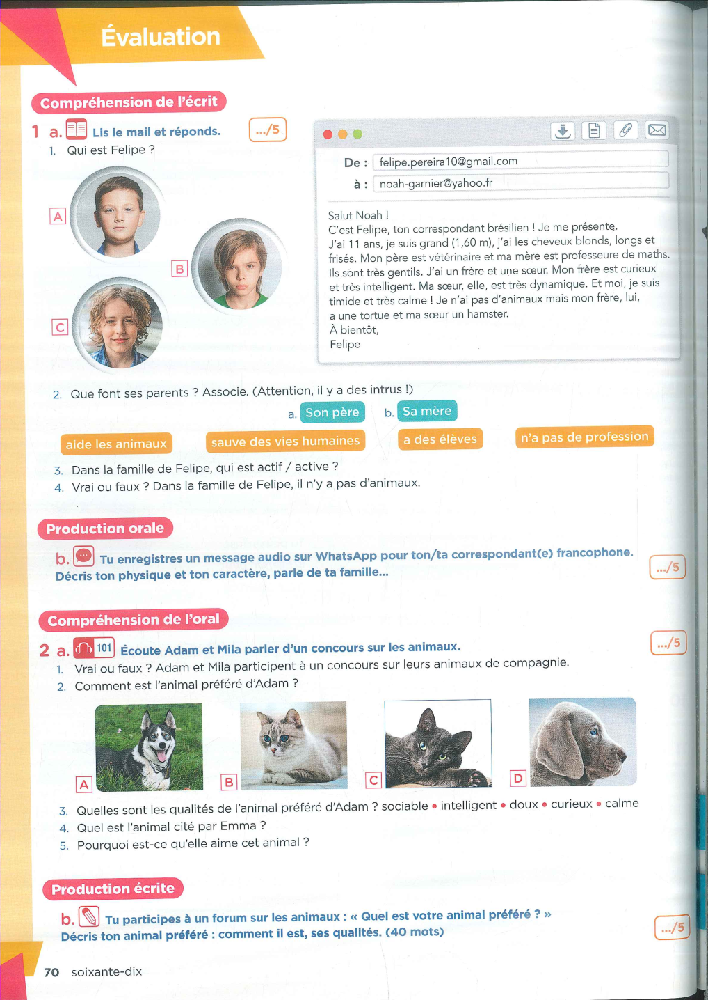 Évaluation
Compréhension de l'écrit
1 a. Lis le mail et réponds. .../5
1. Qui est Felipe ?
A
B
C
De : felipe.pereira10@gmail.com
à : noah-garnier@yahoo.fr
Salut Noah !
C'est Felipe, ton correspondant brésilien ! Je me présente.
J'ai 11 ans, je suis grand (1,60 m), j'ai les cheveux blonds, longs et
frisés. Mon père est vétérinaire et ma mère est professeure de maths.
Ils sont très gentils. J'ai un frère et une sœur. Mon frère est curieux
et très intelligent. Ma sœur, elle, est très dynamique. Et moi, je suis
timide et très calme ! Je n'ai pas d'animaux mais mon frère, lui,
a une tortue et ma sœur un hamster.
À bientôt,
Felipe
2. Que font ses parents ? Associe. (Attention, il y a des intrus !)
a. Son père b. Sa mère
aide les animaux sauve des vies humaines a des élèves n'a pas de profession
3. Dans la famille de Felipe, qui est actif / active ?
4. Vrai ou faux ? Dans la famille de Felipe, il n'y a pas d'animaux.
Production orale
b. Tu enregistres un message audio sur WhatsApp pour ton/ta correspondant(e) francophone.
Décris ton physique et ton caractère, parle de ta famille... .../5
Compréhension de l'oral
2 a. 101 Écoute Adam et Mila parler d'un concours sur les animaux. .../5
1. Vrai ou faux ? Adam et Mila participent à un concours sur leurs animaux de compagnie.
2. Comment est l'animal préféré d'Adam ?
A B C D
3. Quelles sont les qualités de l'animal préféré d'Adam ? sociable • intelligent • doux • curieux • calme
4. Quel est l'animal cité par Emma ?
5. Pourquoi est-ce qu'elle aime cet animal ?
Production écrite
b. Tu participes à un forum sur les animaux : « Quel est votre animal préféré ? »
Décris ton animal préféré : comment il est, ses qualités. (40 mots) .../5
70 soixante-dix